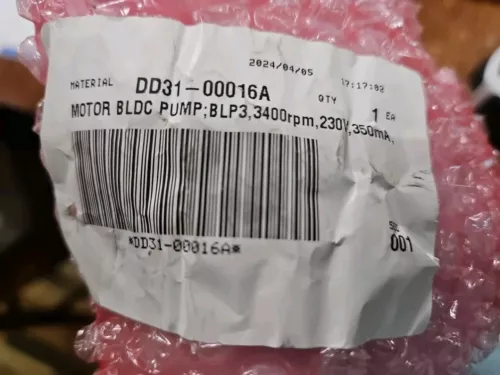 2024/04/05 17:17:02
MATERIAL DD31-00016A QTY 1 EA
MOTOR BLDC PUMP;BLP3,3400rpm,230V,350mA,
*DD31-00016A*
001